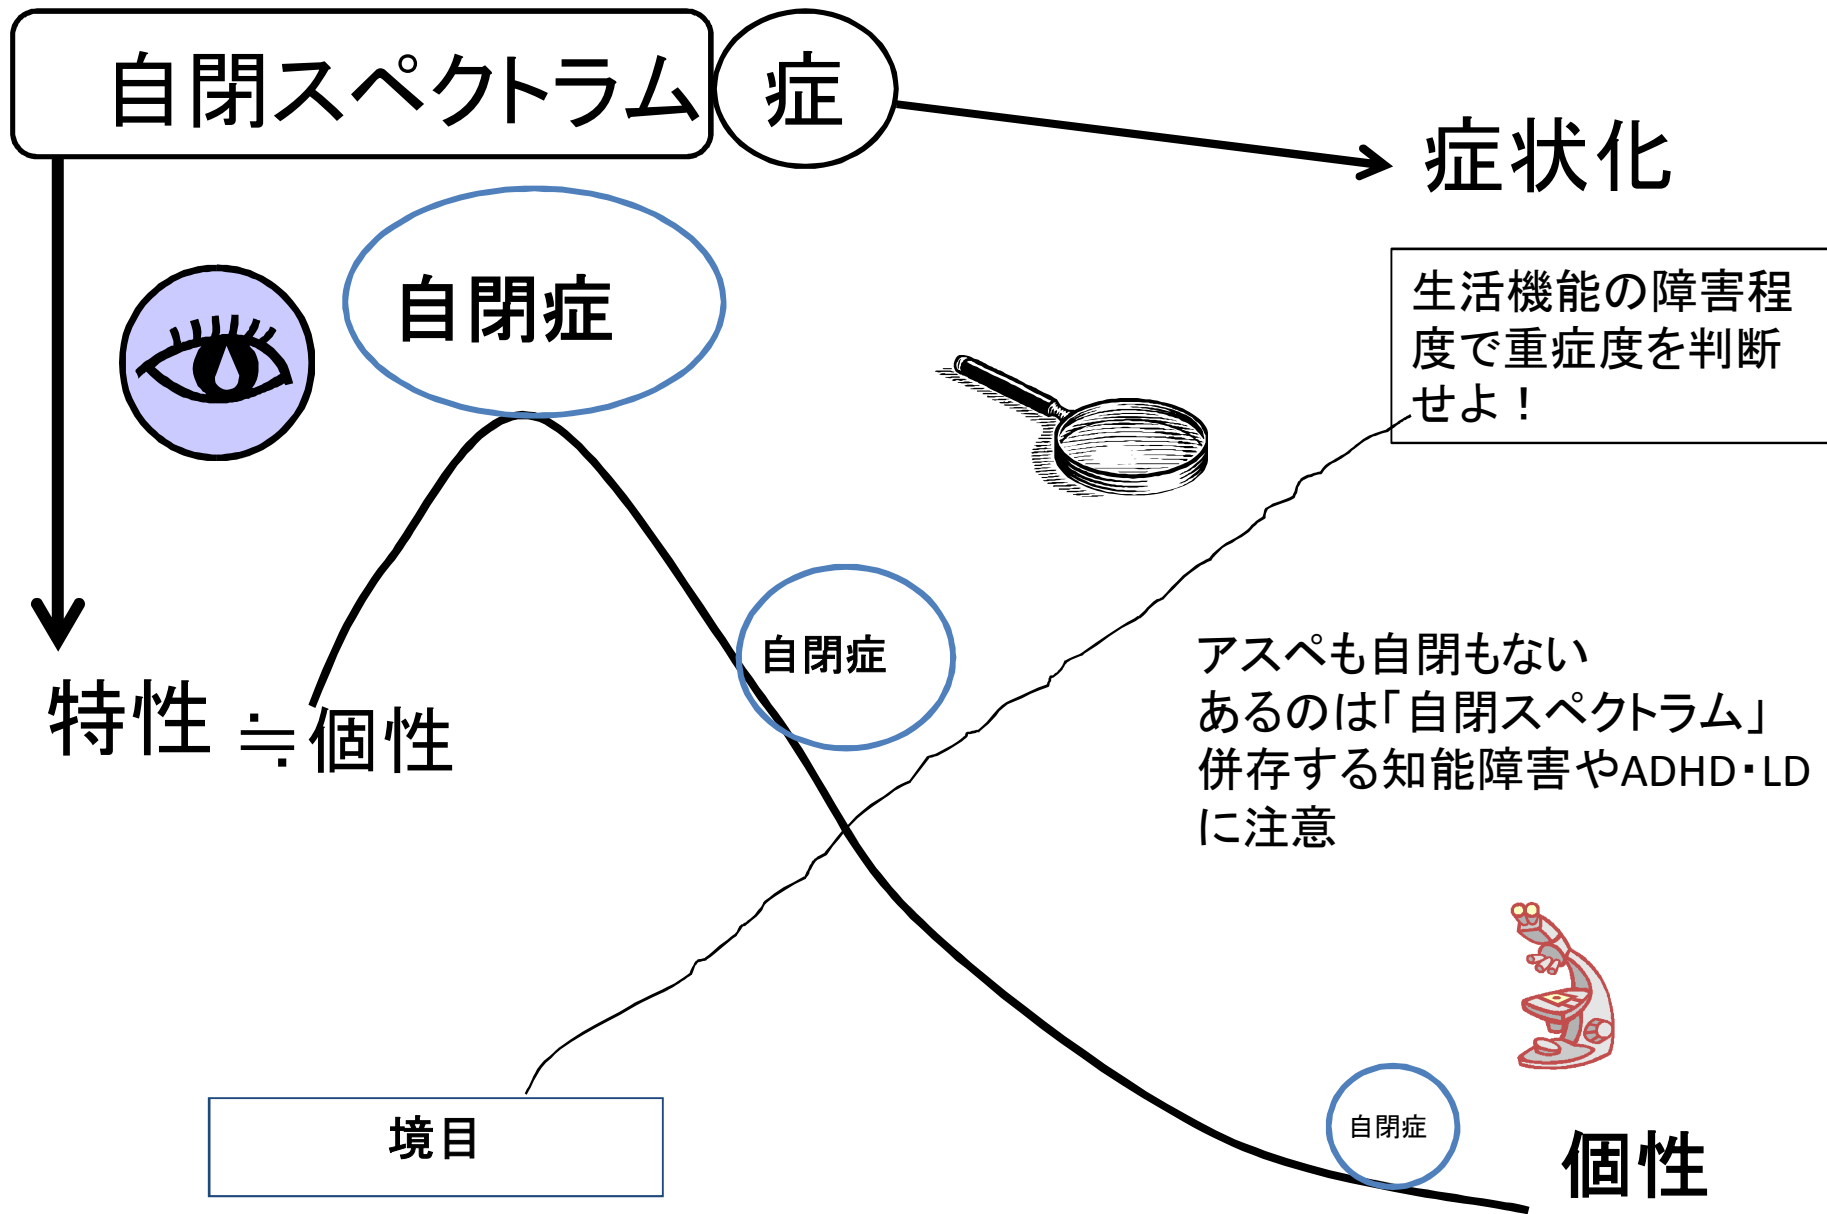 自閉スペクトラム症
症状化
自閉症
生活機能の障害程
度で重症度を判断
せよ！
自閉症
アスペも自閉もない
あるのは「自閉スペクトラム」
併存する知能障害やADHD・LD
に注意
特性≒個性
境目
自閉症
個性